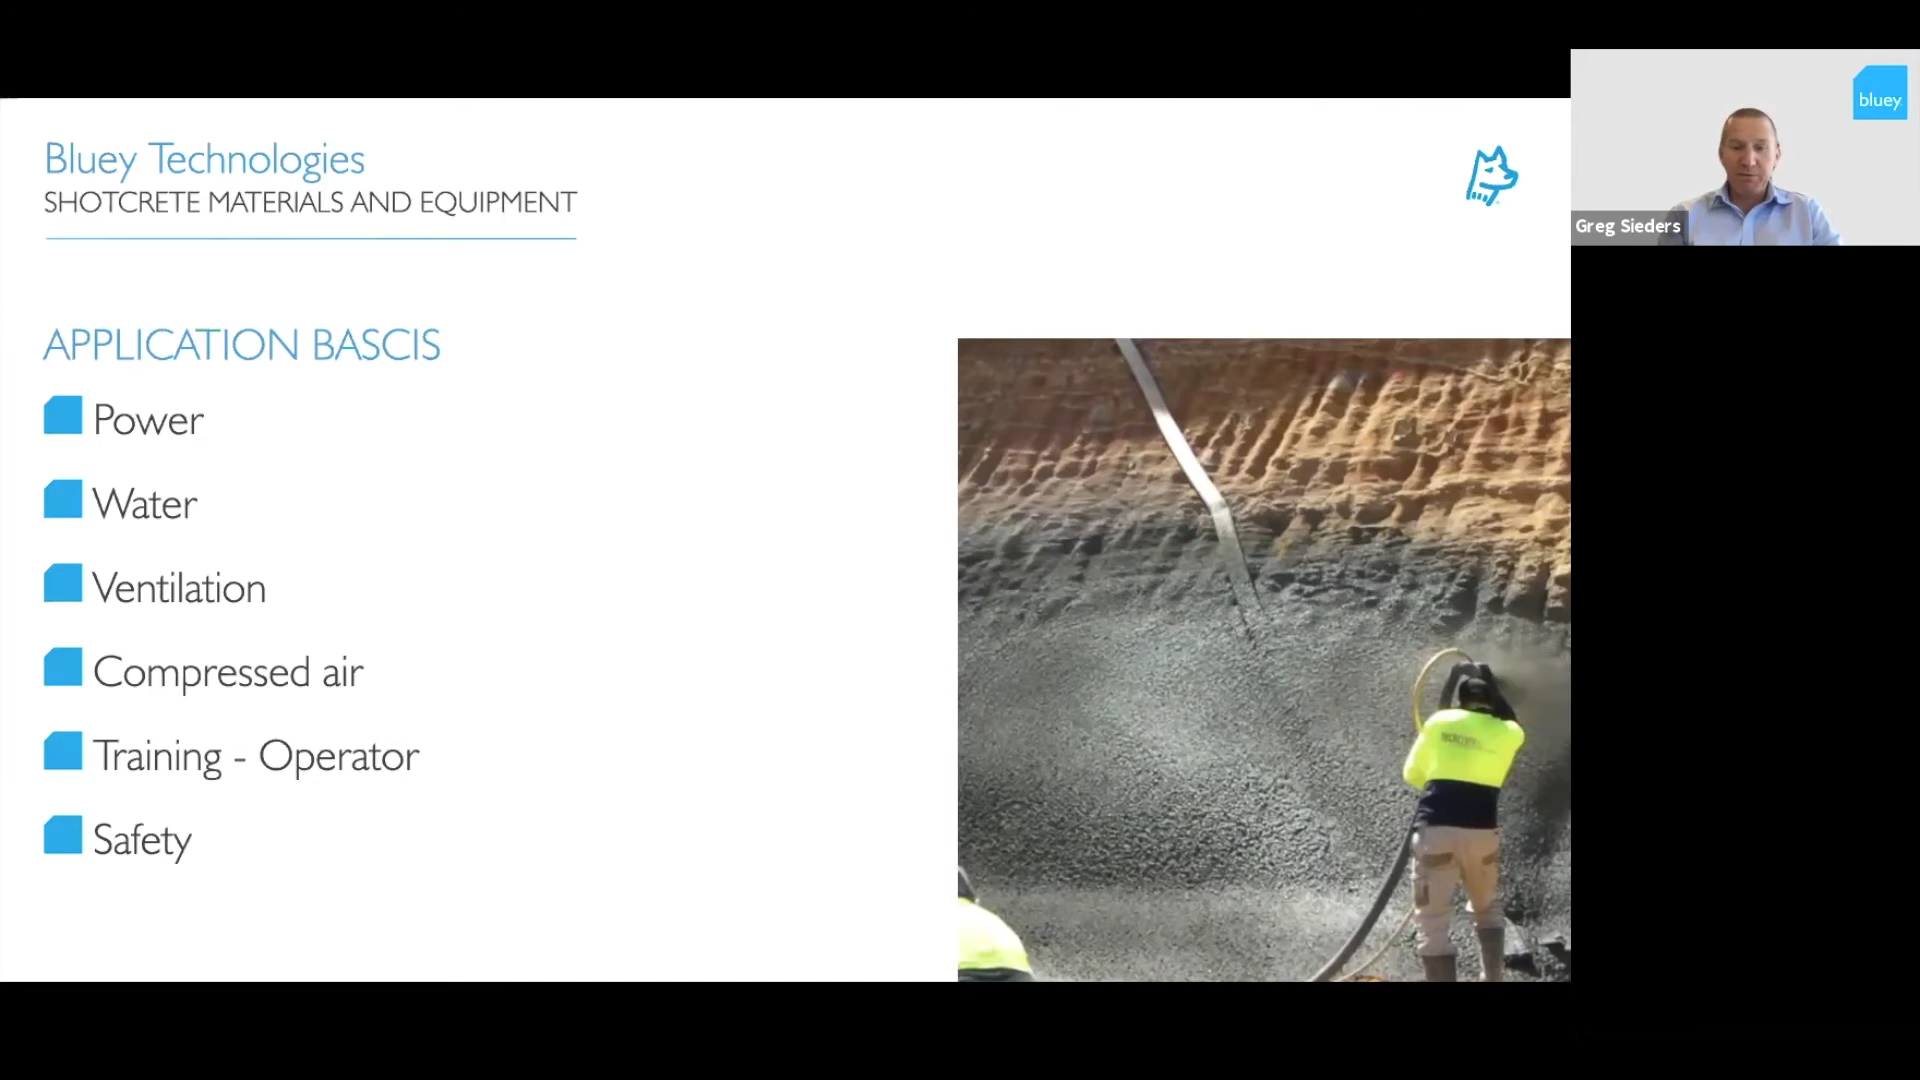 Bluey Technologies
SHOTCRETE MATERIALS AND EQUIPMENT
bluey
Greg Sieders
APPLICATION BASCIS
Power
Water
Ventilation
Compressed air
Training - Operator
Safety